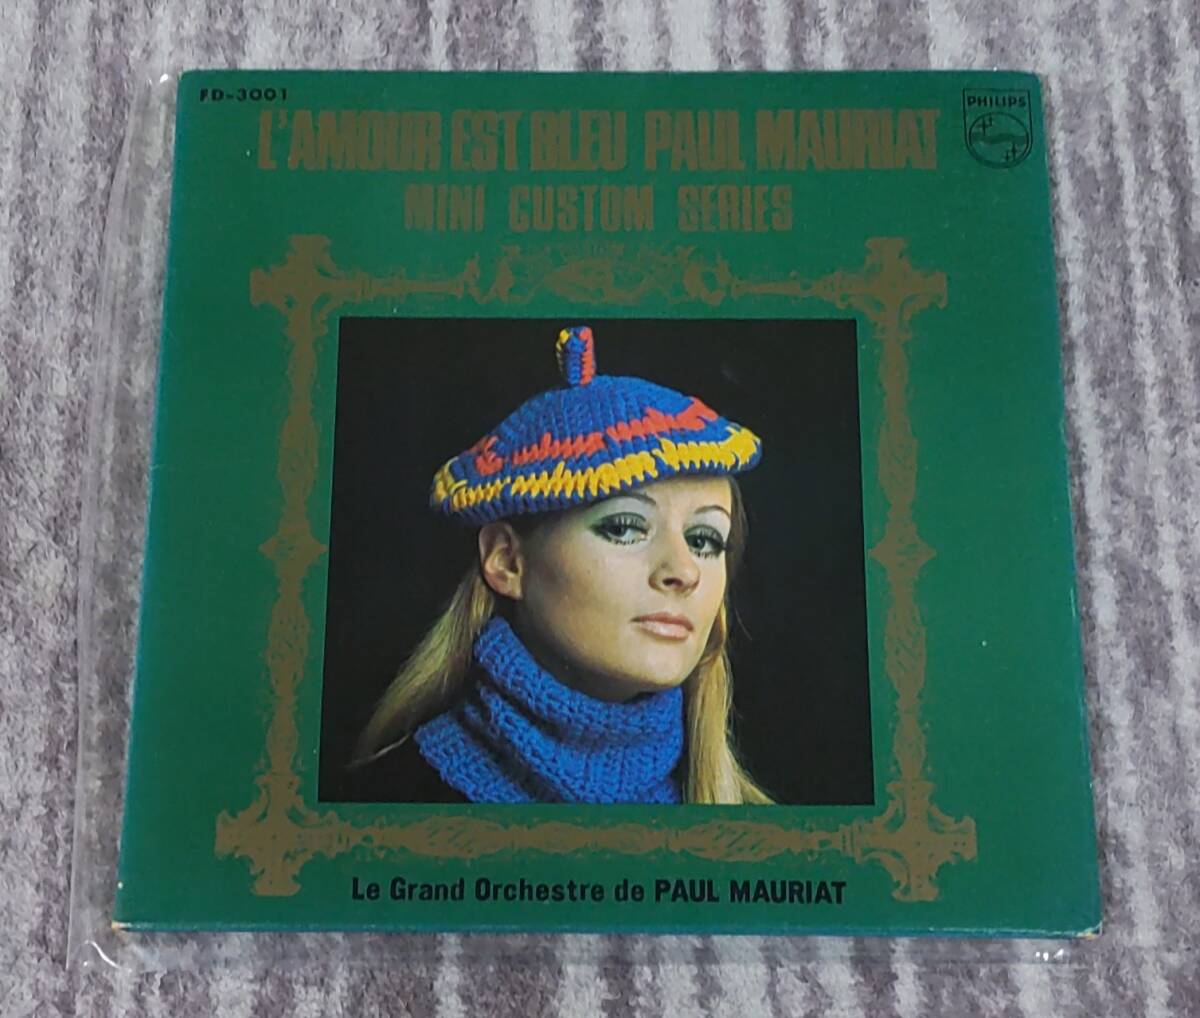 FD-3001
PHILIPS
L'AMOUR EST BLEU PAUL MAURIAT
MINI CUSTOM SERIES
Le Grand Orchestre de PAUL MAURIAT